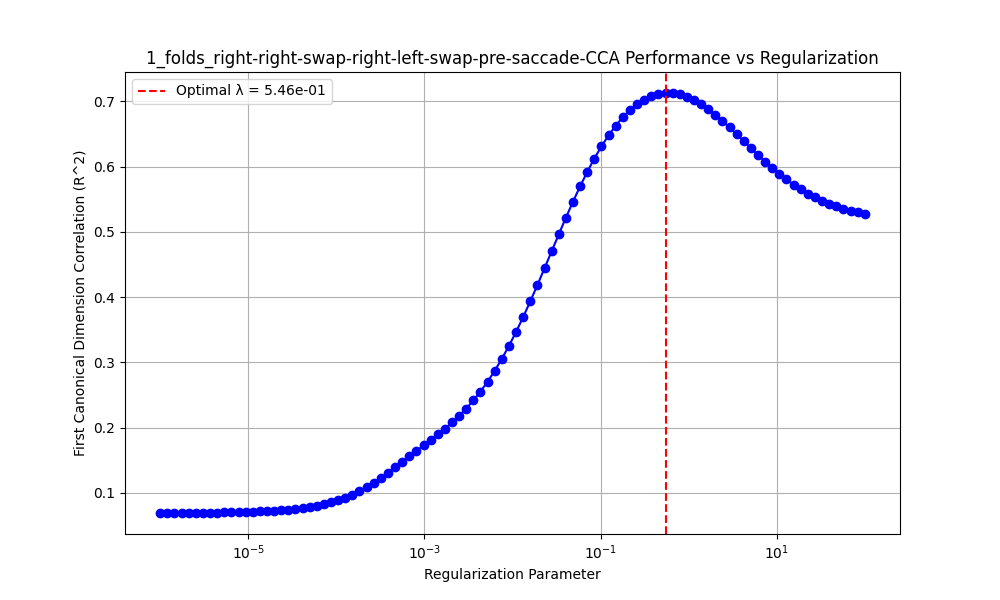 1_folds_right-right-swap-right-left-swap-pre-saccade-CCA Performance vs Regularization
Optimal λ = 5.46e-01
First Canonical Dimension Correlation (R^2)
0.7
0.6
0.5
0.4
0.3
0.2
0.1
10⁻⁵
10⁻³
10⁻¹
10¹
Regularization Parameter